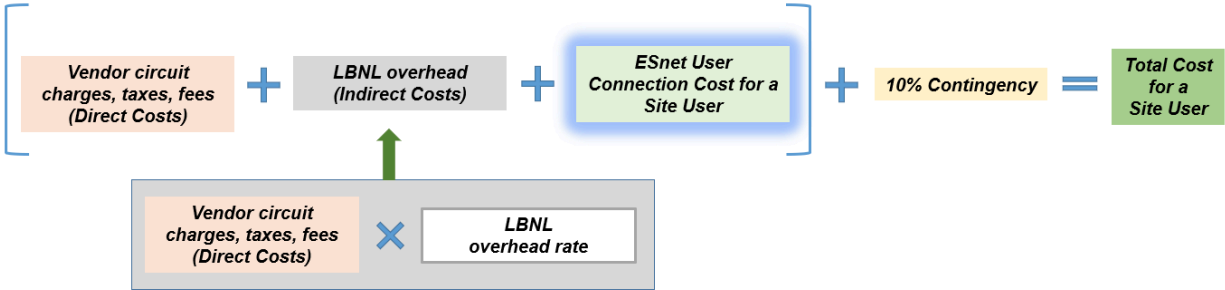 Vendor circuit
charges, taxes, fees
(Direct Costs)
+
LBNL overhead
(Indirect Costs)
+
ESnet User
Connection Cost for a
Site User
+
10% Contingency
=
Total Cost
for a
Site User
Vendor circuit
charges, taxes, fees
(Direct Costs)
×
LBNL
overhead rate